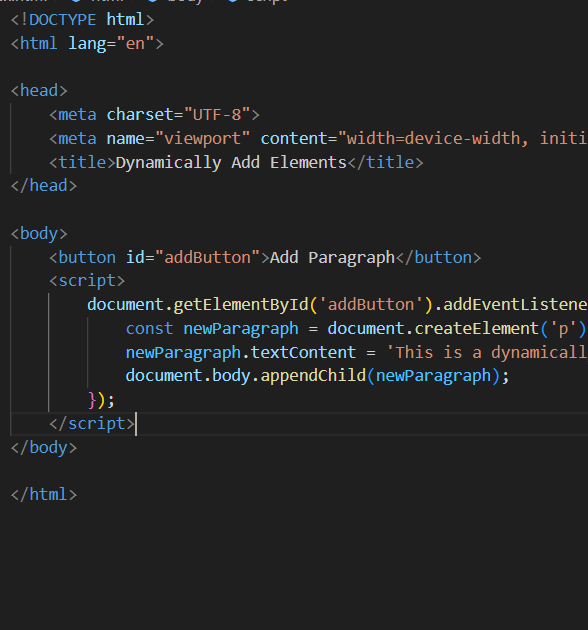 <!DOCTYPE html>
<html lang="en">
<head>
<meta charset="UTF-8">
<meta name="viewport" content="width=device-width, initi
<title>Dynamically Add Elements</title>
</head>
<body>
<button id="addButton">Add Paragraph</button>
<script>
document.getElementById('addButton').addEventListene
const newParagraph = document.createElement('p')
newParagraph.textContent = 'This is a dynamicall
document.body.appendChild(newParagraph);
});
</script>
</body>
</html>